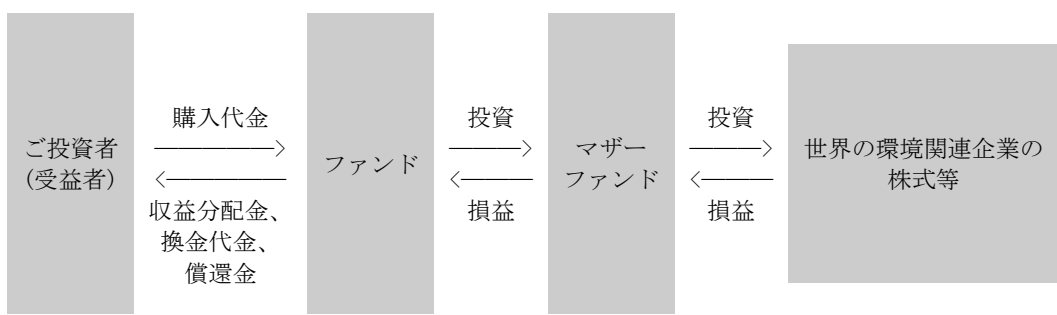 ご投資者
(受益者)
購入代金
収益分配金、
換金代金、
償還金
ファンド
投資
損益
マザー
ファンド
投資
損益
世界の環境関連企業の
株式等